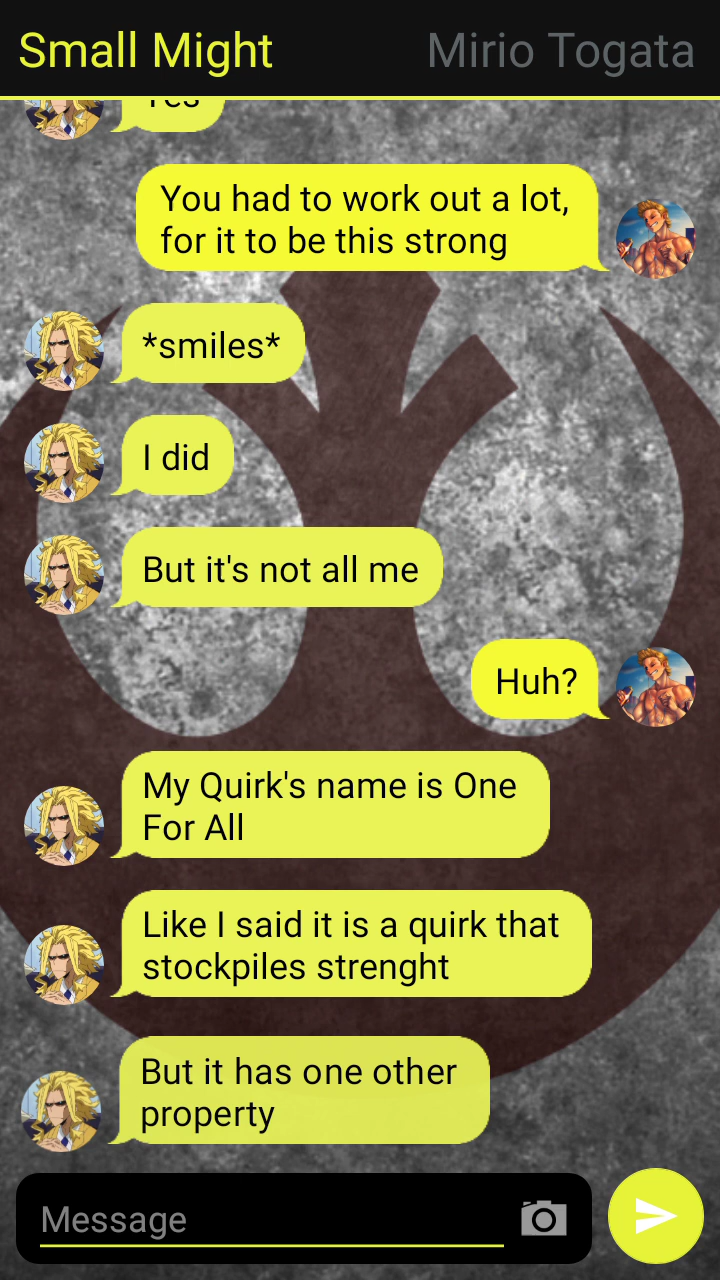 Small Might
Mirio Togata
Yes
You had to work out a lot,
for it to be this strong
*smiles*
I did
But it's not all me
Huh?
My Quirk's name is One
For All
Like I said it is a quirk that
stockpiles strenght
But it has one other
property
Message